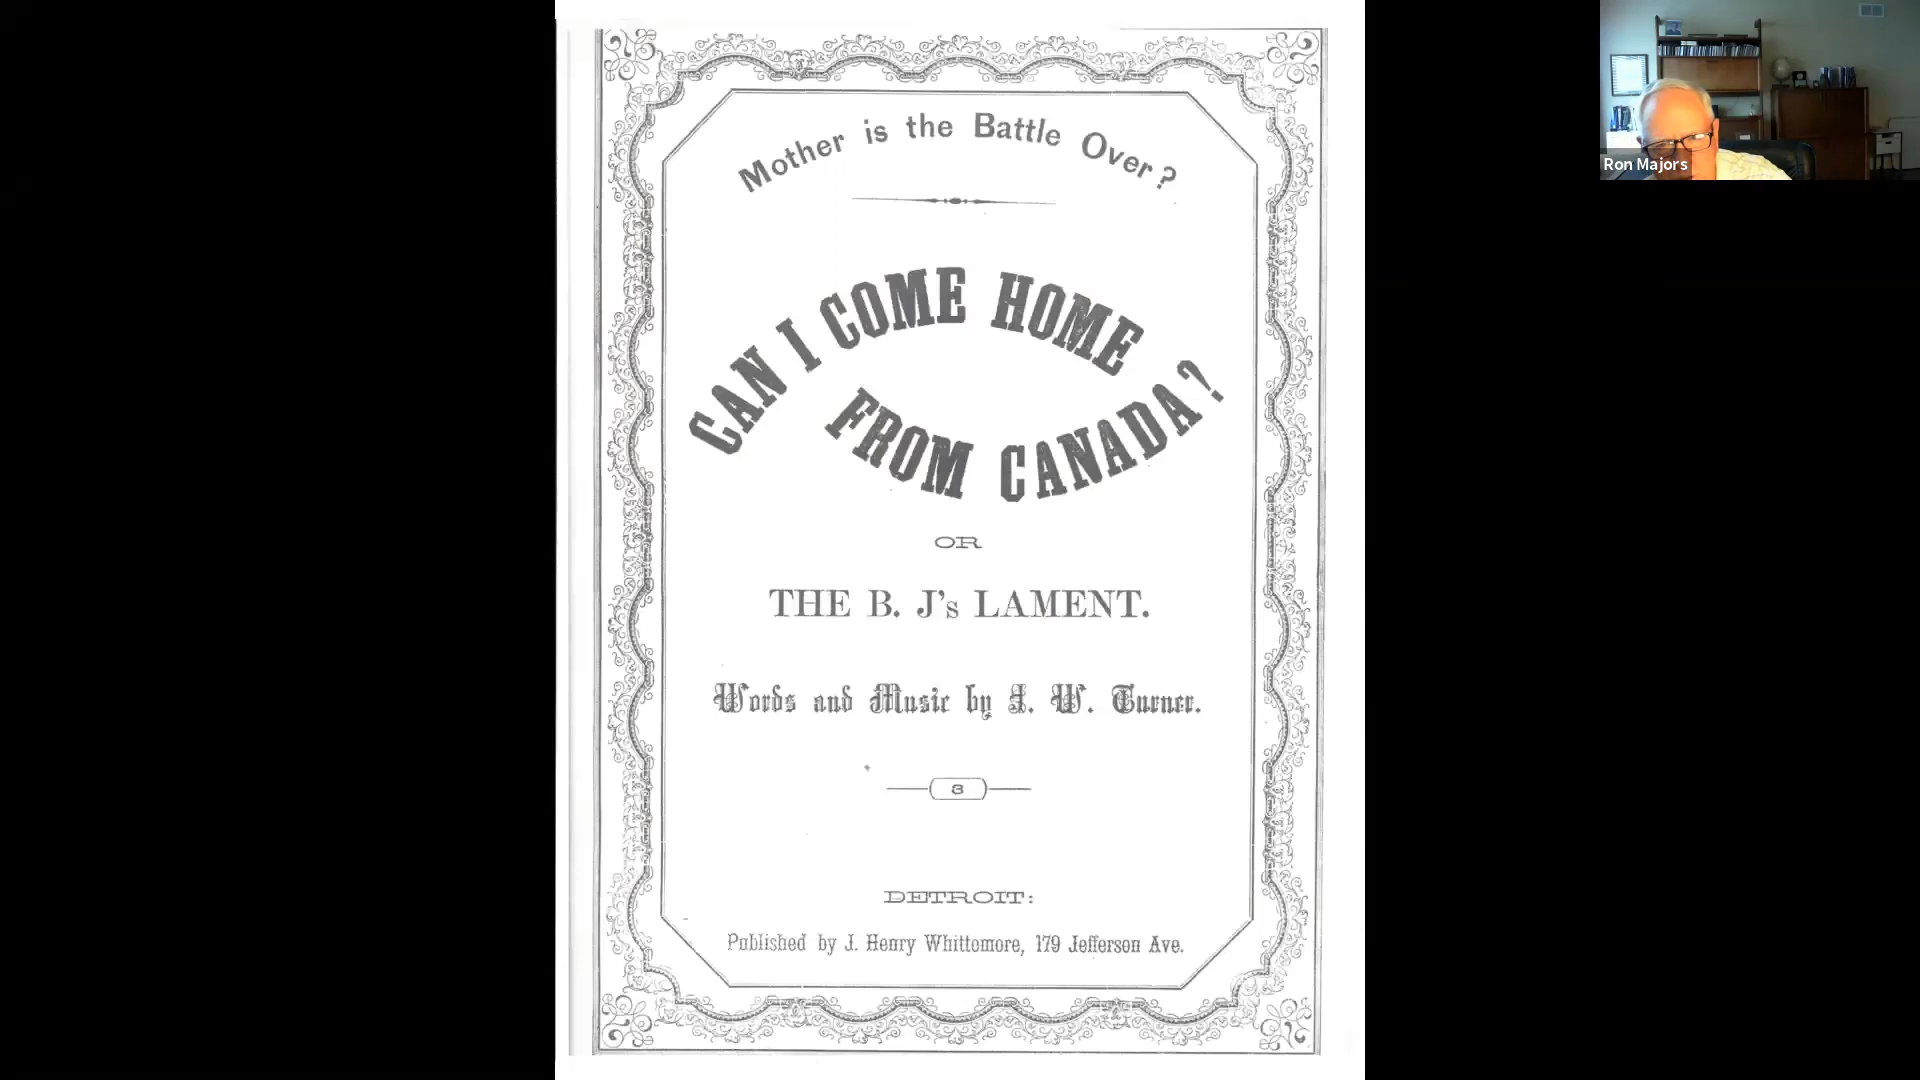 Mother is the Battle Over?
CAN I COME HOME
FROM CANADA?
OR
THE B. J's LAMENT.
Words and Music by J. W. Turner.
3
DETROIT:
Published by J. Henry Whittemore, 179 Jefferson Ave.
Ron Majors